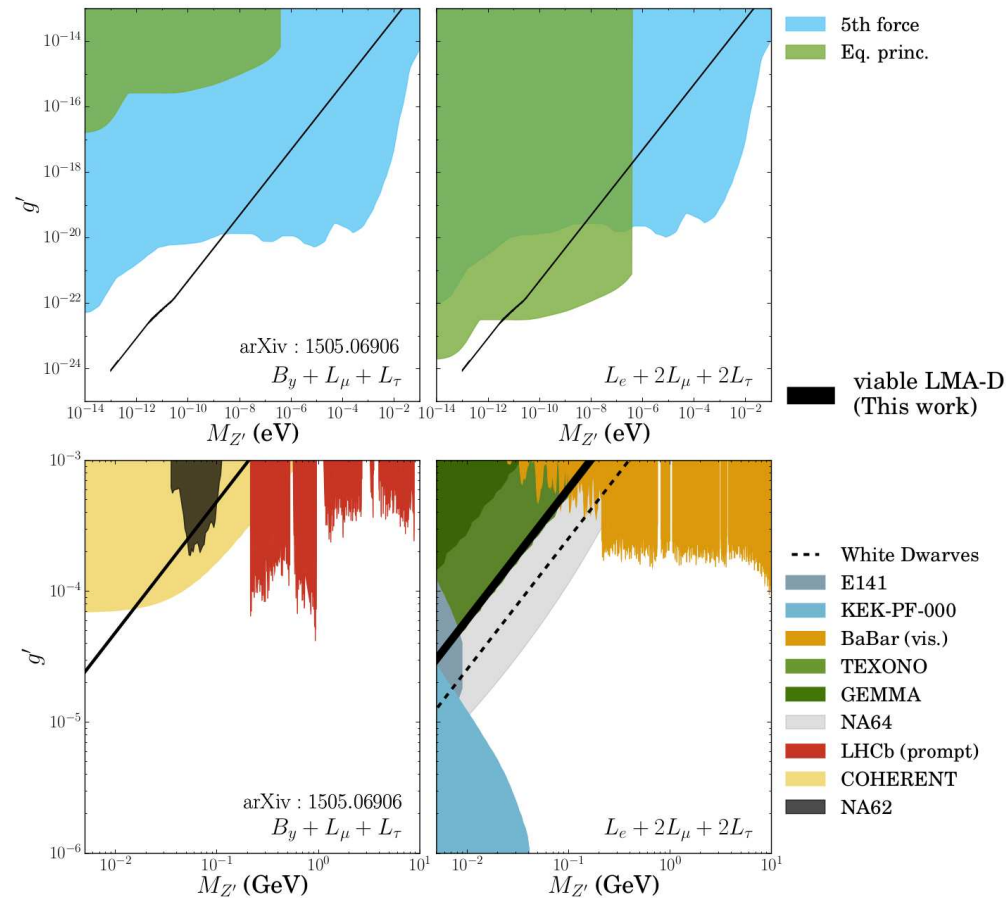 10^{-14}
10^{-16}
10^{-18}
10^{-20}
10^{-22}
10^{-24}
g′
arXiv : 1505.06906
B_y + L_μ + L_τ
10^{-14} 10^{-12} 10^{-10} 10^{-8} 10^{-6} 10^{-4} 10^{-2}
M_{Z′} (eV)
L_e + 2L_μ + 2L_τ
10^{-14} 10^{-12} 10^{-10} 10^{-8} 10^{-6} 10^{-4} 10^{-2}
M_{Z′} (eV)
5th force
Eq. princ.
viable LMA-D
(This work)
10^{-3}
10^{-4}
10^{-5}
10^{-6}
g′
arXiv : 1505.06906
B_y + L_μ + L_τ
10^{-2} 10^{-1} 10^{0} 10^{1}
M_{Z′} (GeV)
L_e + 2L_μ + 2L_τ
10^{-2} 10^{-1} 10^{0} 10^{1}
M_{Z′} (GeV)
White Dwarves
E141
KEK-PF-000
BaBar (vis.)
TEXONO
GEMMA
NA64
LHCb (prompt)
COHERENT
NA62